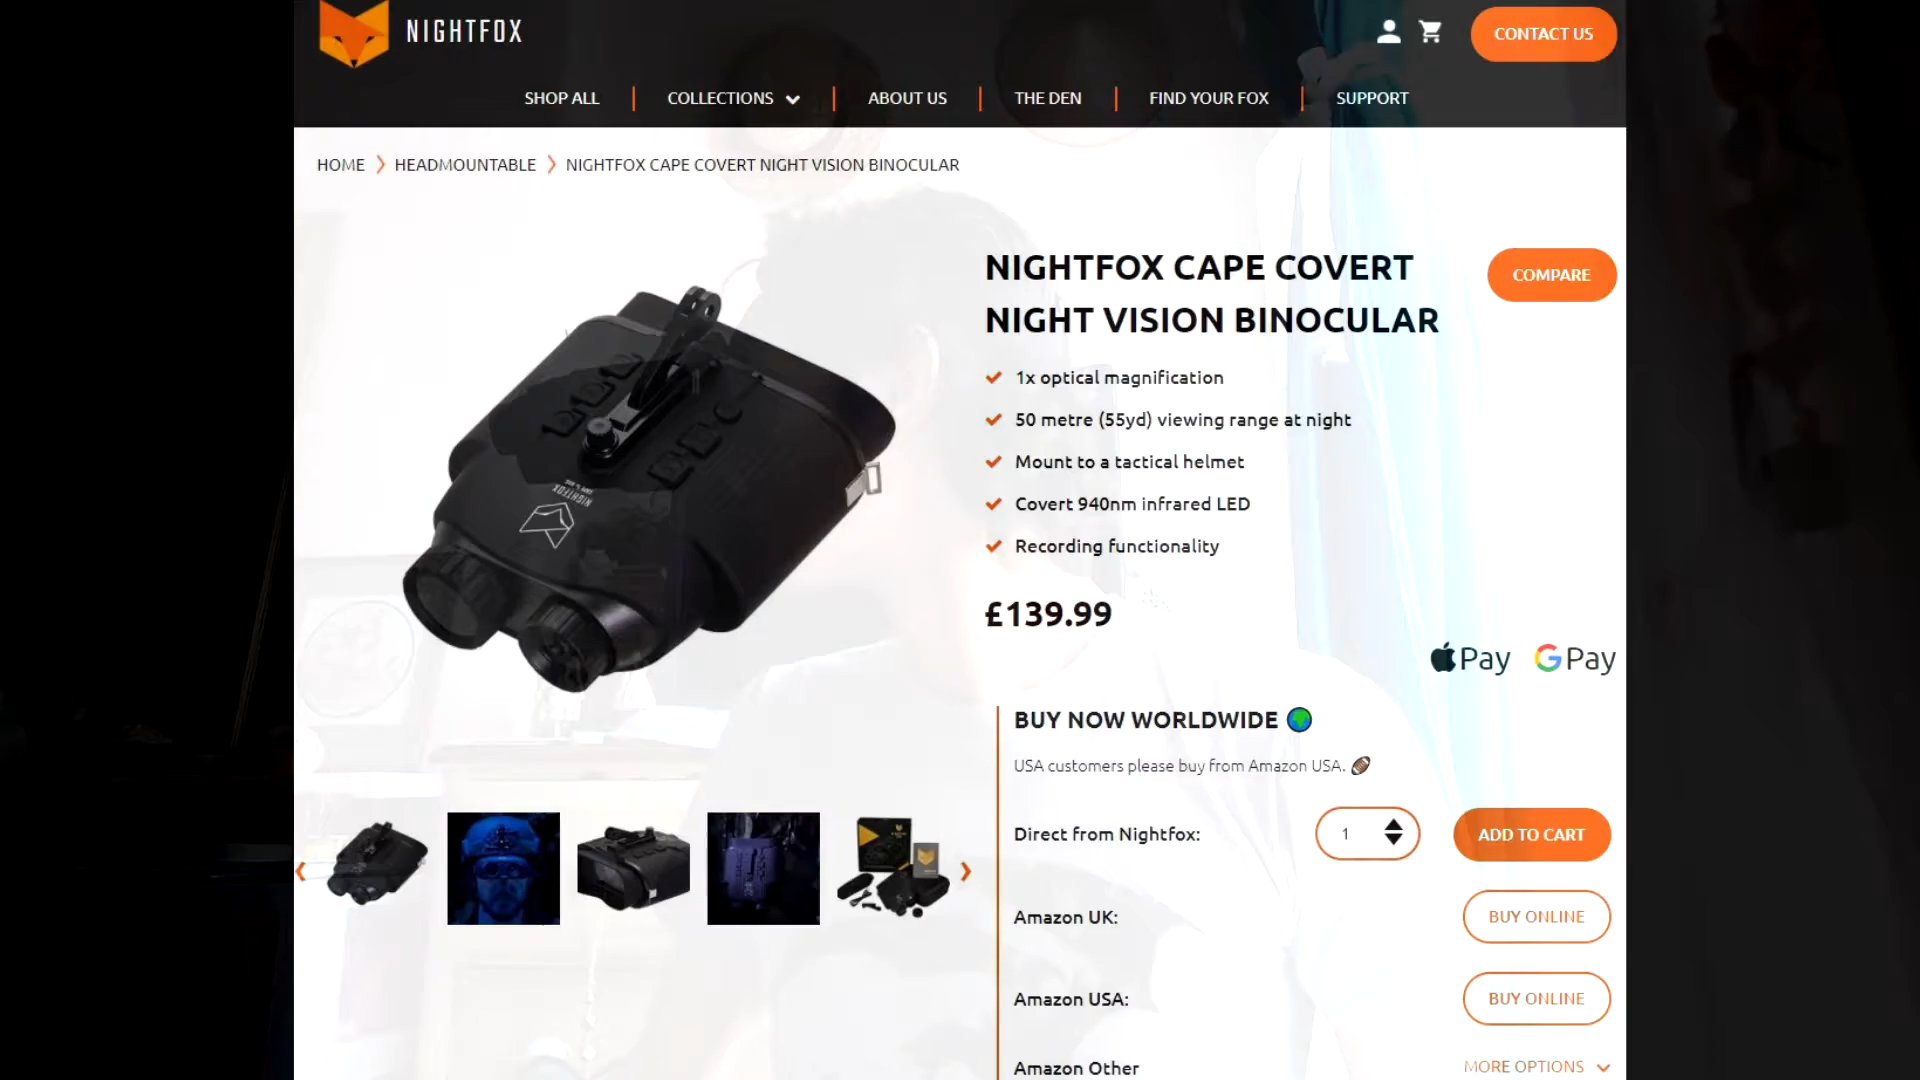 NIGHTFOX
CONTACT US
SHOP ALL
COLLECTIONS
ABOUT US
THE DEN
FIND YOUR FOX
SUPPORT
HOME
HEADMOUNTABLE
NIGHTFOX CAPE COVERT NIGHT VISION BINOCULAR
NIGHTFOX CAPE COVERT
NIGHT VISION BINOCULAR
COMPARE
1x optical magnification
50 metre (55yd) viewing range at night
Mount to a tactical helmet
Covert 940nm infrared LED
Recording functionality
£139.99
Pay
G Pay
NIGHTFOX
BUY NOW WORLDWIDE
USA customers please buy from Amazon USA.
Direct from Nightfox:
1
ADD TO CART
Amazon UK:
BUY ONLINE
Amazon USA:
BUY ONLINE
Amazon Other
MORE OPTIONS